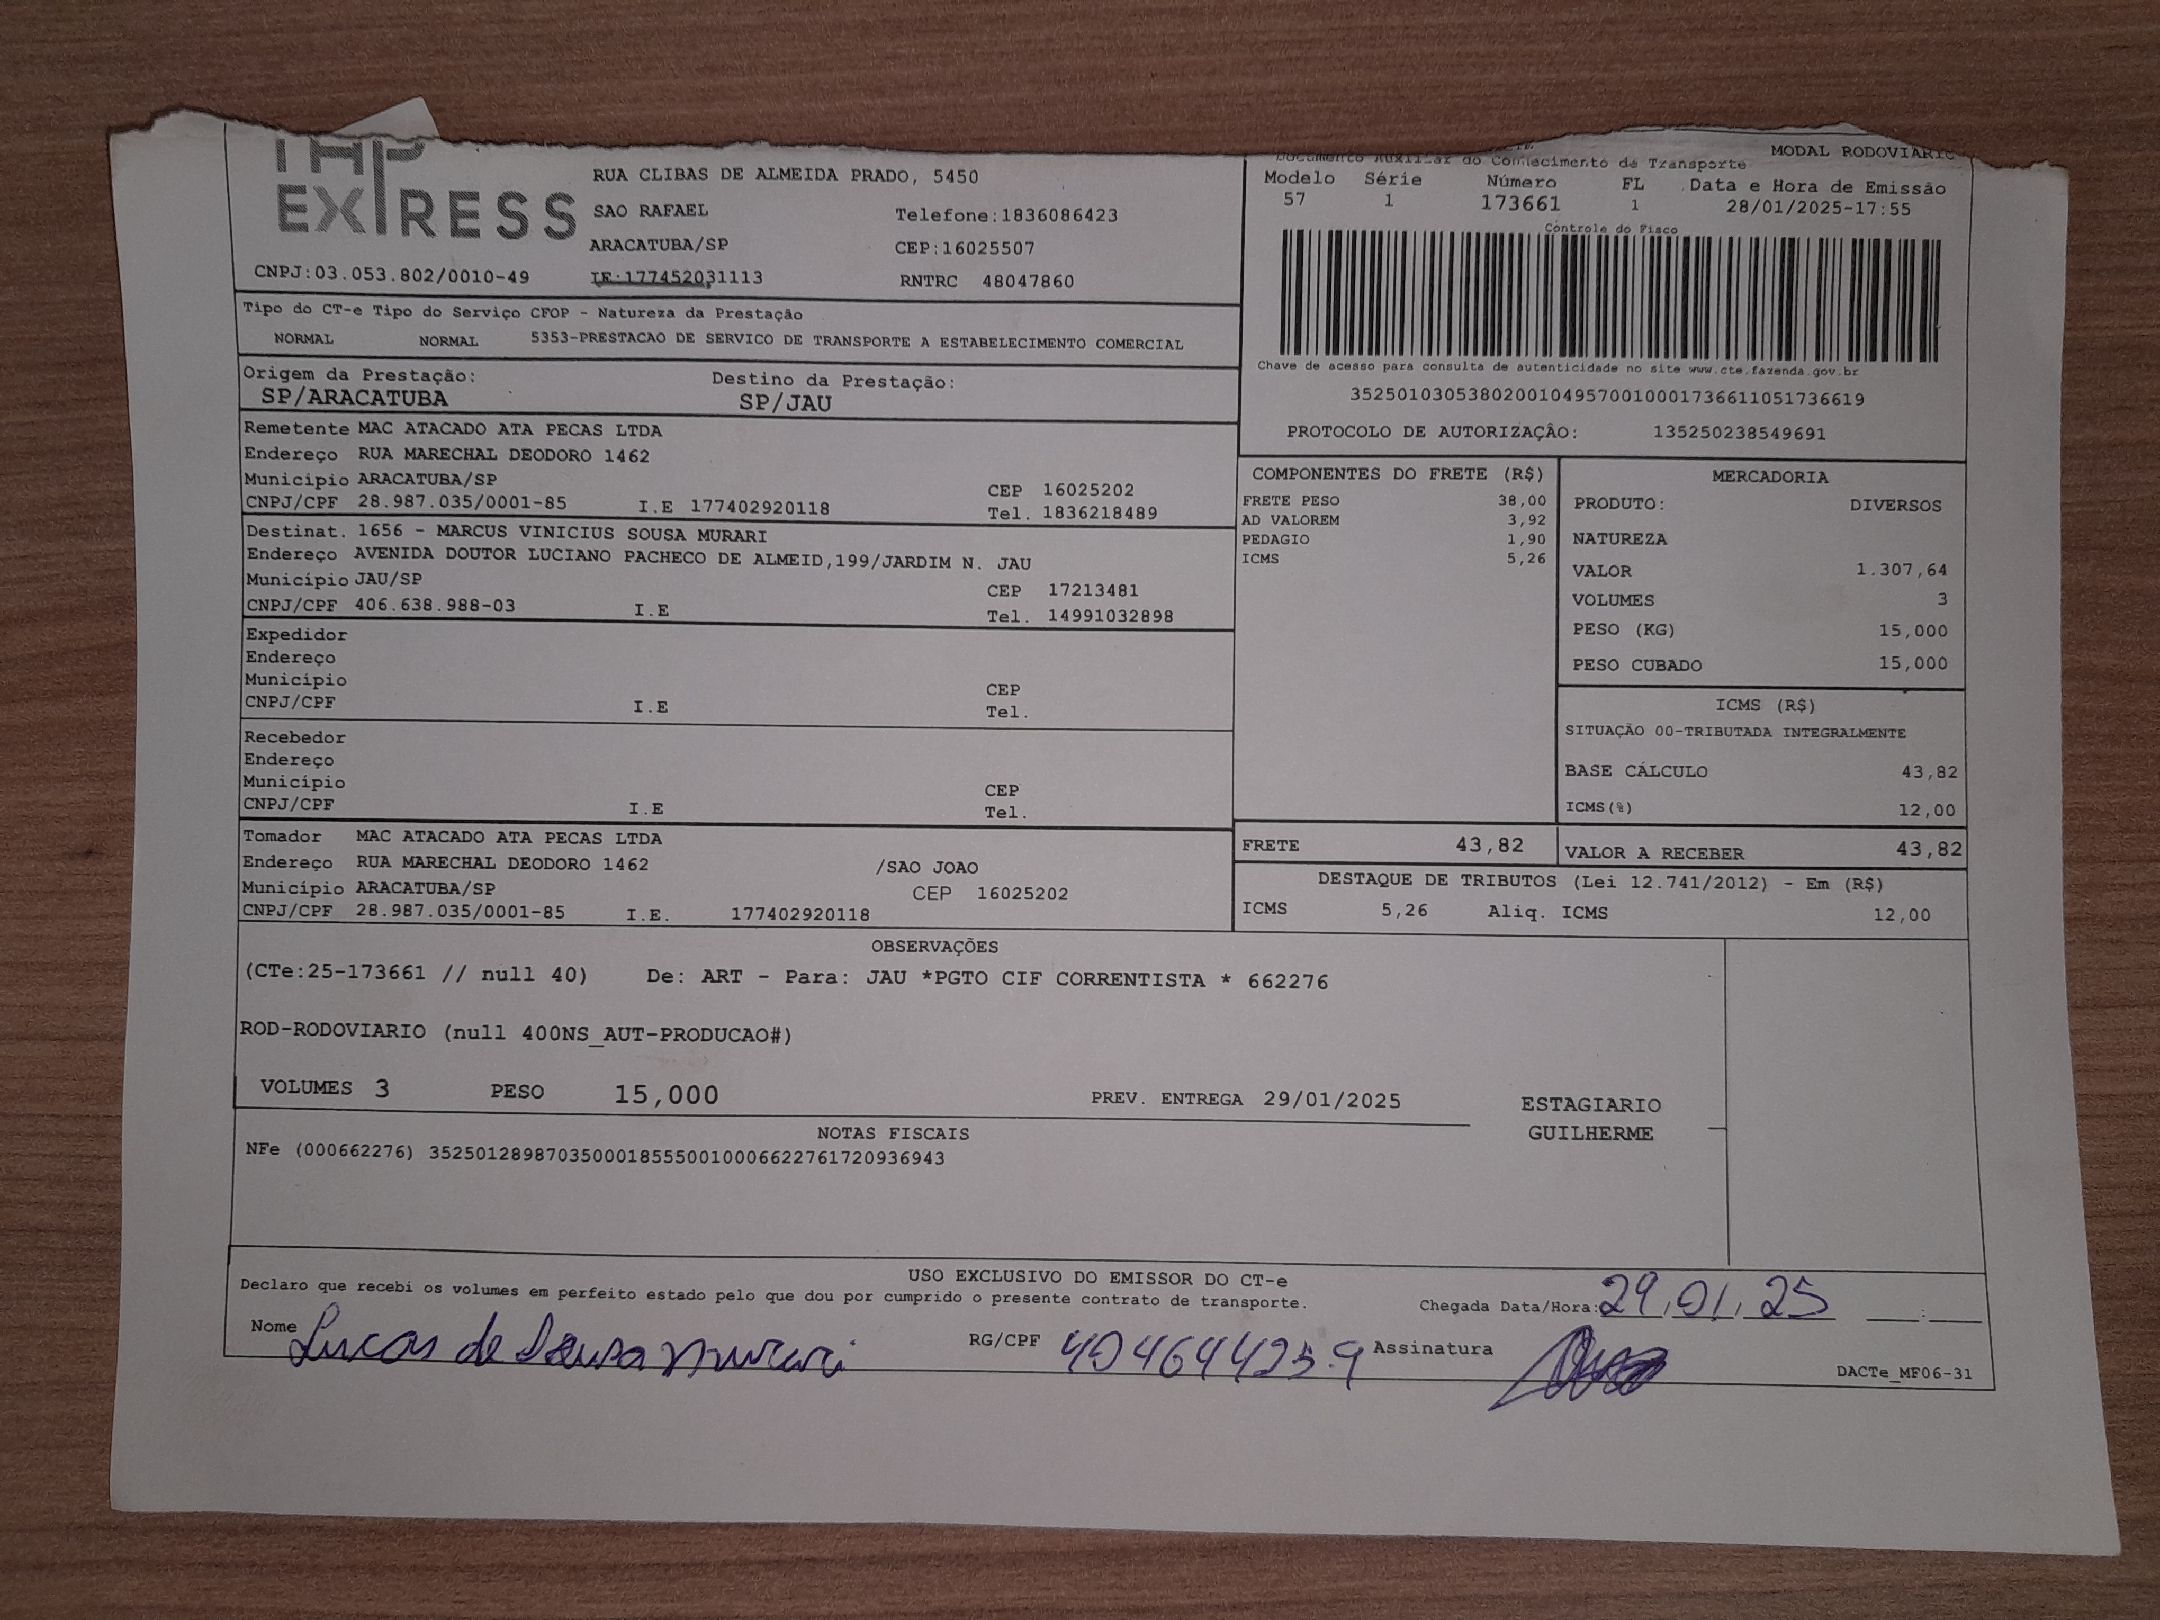 EXPRESS
RUA CLIBAS DE ALMEIDA PRADO, 5450
SAO RAFAEL Telefone:1836086423
ARACATUBA/SP CEP:16025507
CNPJ:03.053.802/0010-49 IE:177452031113 RNTRC 48047860
Documento Auxiliar do Conhecimento de Transporte MODAL RODOVIARIO
Modelo Série Número FL Data e Hora de Emissão
57 1 173661 1 28/01/2025-17:55
Controle do Fisco
Chave de acesso para consulta de autenticidade no site www.cte.fazenda.gov.br
35250103053802001049570010001736611051736619
PROTOCOLO DE AUTORIZAÇÂO: 135250238549691
Tipo do CT-e Tipo do Serviço CFOP - Natureza da Prestação
NORMAL NORMAL 5353-PRESTACAO DE SERVICO DE TRANSPORTE A ESTABELECIMENTO COMERCIAL
Origem da Prestação: Destino da Prestação:
SP/ARACATUBA SP/JAU
Remetente MAC ATACADO ATA PECAS LTDA
Endereço RUA MARECHAL DEODORO 1462
Município ARACATUBA/SP CEP 16025202
CNPJ/CPF 28.987.035/0001-85 I.E 177402920118 Tel. 1836218489
Destinat. 1656 - MARCUS VINICIUS SOUSA MURARI
Endereço AVENIDA DOUTOR LUCIANO PACHECO DE ALMEID,199/JARDIM N. JAU
Município JAU/SP CEP 17213481
CNPJ/CPF 406.638.988-03 I.E Tel. 14991032898
Expedidor
Endereço
Município CEP
CNPJ/CPF I.E Tel.
Recebedor
Endereço
Município CEP
CNPJ/CPF I.E Tel.
Tomador MAC ATACADO ATA PECAS LTDA
Endereço RUA MARECHAL DEODORO 1462 /SAO JOAO
Município ARACATUBA/SP CEP 16025202
CNPJ/CPF 28.987.035/0001-85 I.E. 177402920118
COMPONENTES DO FRETE (R$)
FRETE PESO 38,00
AD VALOREM 3,92
PEDAGIO 1,90
ICMS 5,26
MERCADORIA
PRODUTO: DIVERSOS
NATUREZA
VALOR 1.307,64
VOLUMES 3
PESO (KG) 15,000
PESO CUBADO 15,000
ICMS (R$)
SITUAÇÃO 00-TRIBUTADA INTEGRALMENTE
BASE CÁLCULO 43,82
ICMS(%) 12,00
FRETE 43,82 VALOR A RECEBER 43,82
DESTAQUE DE TRIBUTOS (Lei 12.741/2012) - Em (R$)
ICMS 5,26 Aliq. ICMS 12,00
OBSERVAÇÕES
(CTe:25-173661 // null 40) De: ART - Para: JAU *PGTO CIF CORRENTISTA * 662276
ROD-RODOVIARIO (null 400NS_AUT-PRODUCAO#)
VOLUMES 3 PESO 15,000 PREV. ENTREGA 29/01/2025 ESTAGIARIO
GUILHERME
NOTAS FISCAIS
NFe (000662276) 35250128987035000185550010006622761720936943
USO EXCLUSIVO DO EMISSOR DO CT-e
Declaro que recebi os volumes em perfeito estado pelo que dou por cumprido o presente contrato de transporte. Chegada Data/Hora: 29.01.25 :
Nome Lucas de Sousa Murari RG/CPF 40464425.9 Assinatura
DACTe_MF06-31